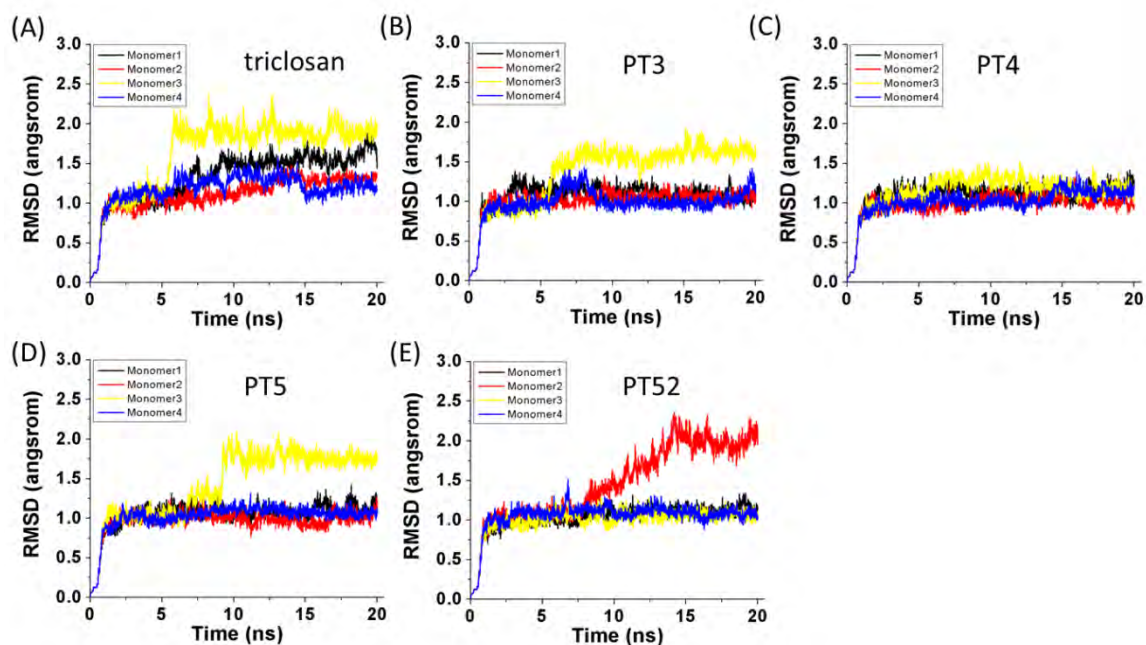 (A)
triclosan
Monomer1
Monomer2
Monomer3
Monomer4
RMSD (angsrom)
3.0
2.5
2.0
1.5
1.0
0.5
0.0
0 5 10 15 20
Time (ns)
(B)
PT3
Monomer1
Monomer2
Monomer3
Monomer4
RMSD (angsrom)
3.0
2.5
2.0
1.5
1.0
0.5
0.0
0 5 10 15 20
Time (ns)
(C)
PT4
Monomer1
Monomer2
Monomer3
Monomer4
RMSD (angsrom)
3.0
2.5
2.0
1.5
1.0
0.5
0.0
0 5 10 15 20
Time (ns)
(D)
PT5
Monomer1
Monomer2
Monomer3
Monomer4
RMSD (angsrom)
3.0
2.5
2.0
1.5
1.0
0.5
0.0
0 5 10 15 20
Time (ns)
(E)
PT52
Monomer1
Monomer2
Monomer3
Monomer4
RMSD (angsrom)
3.0
2.5
2.0
1.5
1.0
0.5
0.0
0 5 10 15 20
Time (ns)